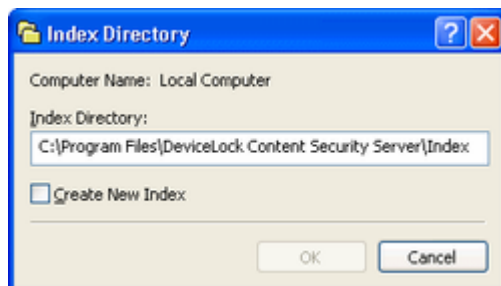 Index Directory
Computer Name: Local Computer
Index Directory:
C:\Program Files\DeviceLock Content Security Server\Index
Create New Index
OK
Cancel